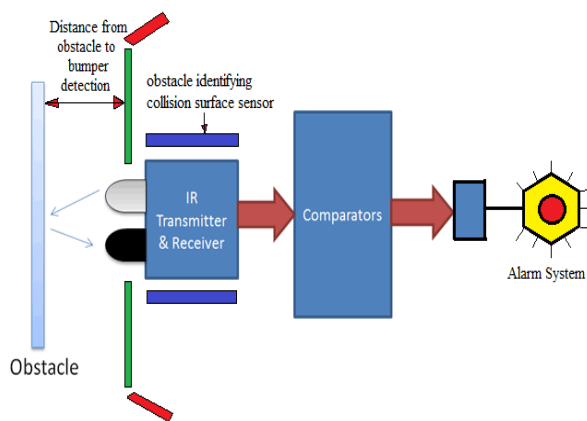 Distance from
obstacle to
bumper
detection
obstacle identifying
collision surface sensor
IR
Transmitter
& Receiver
Comparators
Alarm System
Obstacle